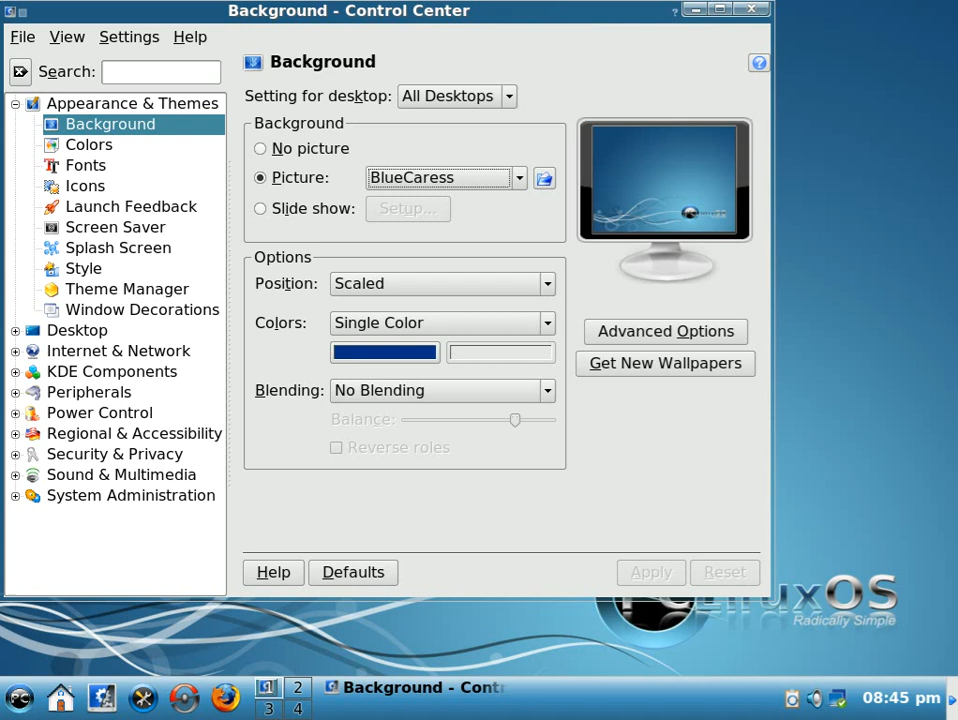 Background - Control Center
File View Settings Help
Search:
Background
Setting for desktop: All Desktops
Appearance & Themes
Background
Colors
Fonts
Icons
Launch Feedback
Screen Saver
Splash Screen
Style
Theme Manager
Window Decorations
Desktop
Internet & Network
KDE Components
Peripherals
Power Control
Regional & Accessibility
Security & Privacy
Sound & Multimedia
System Administration
Background
No picture
Picture: BlueCaress
Slide show: Setup...
Options
Position: Scaled
Colors: Single Color
Blending: No Blending
Balance:
Reverse roles
Advanced Options
Get New Wallpapers
Help Defaults Apply Reset
PCLinuxOS
Radically Simple
1 2
3 4
Background - Contr
08:45 pm